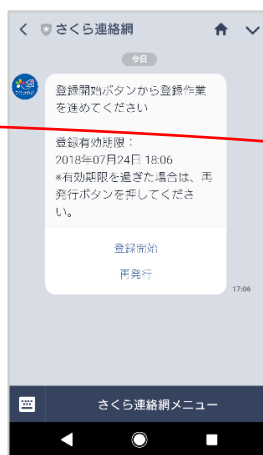 さくら連絡網
今日
登録開始ボタンから登録作業
を進めてください
登録有効期限：
2018年07月24日 18:06
*有効期限を過ぎた場合は、再
発行ボタンを押してくださ
い。
登録開始
再発行
17:06
さくら連絡網メニュー